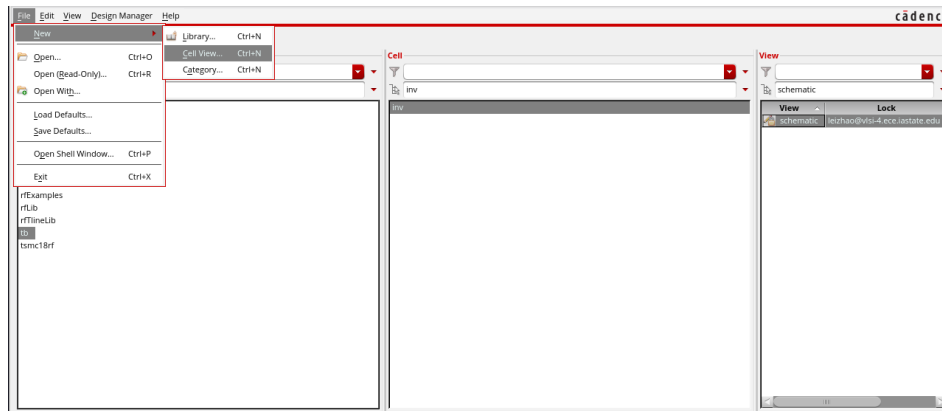 File Edit View Design Manager Help cādenc
New
Library... Ctrl+N
Cell View... Ctrl+N
Category... Ctrl+N
Open... Ctrl+O
Open (Read-Only)... Ctrl+R
Open With...
Load Defaults...
Save Defaults...
Open Shell Window... Ctrl+P
Exit Ctrl+X
rfExamples
rfLib
rfTlineLib
tb
tsmc18rf
Cell
inv
inv
View
schematic
View Lock
schematic leizhao@vlsi-4.ece.iastate.edu